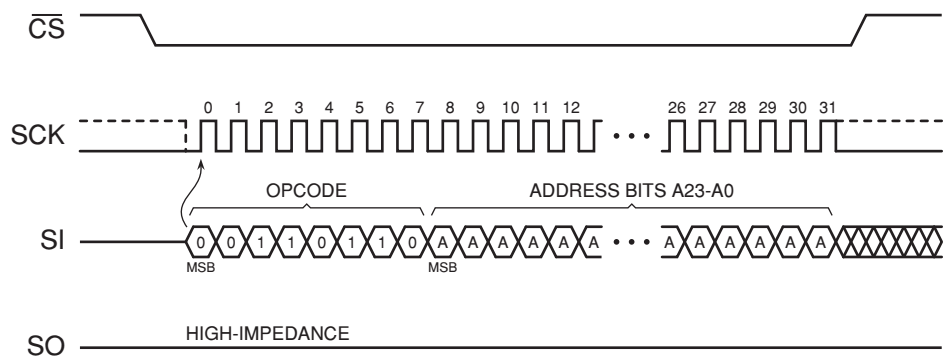 CS
0 1 2 3 4 5 6 7 8 9 10 11 12 26 27 28 29 30 31
SCK
OPCODE ADDRESS BITS A23-A0
SI 0 0 1 1 0 1 1 0 A A A A A A A A A A A A
MSB MSB
HIGH-IMPEDANCE
SO